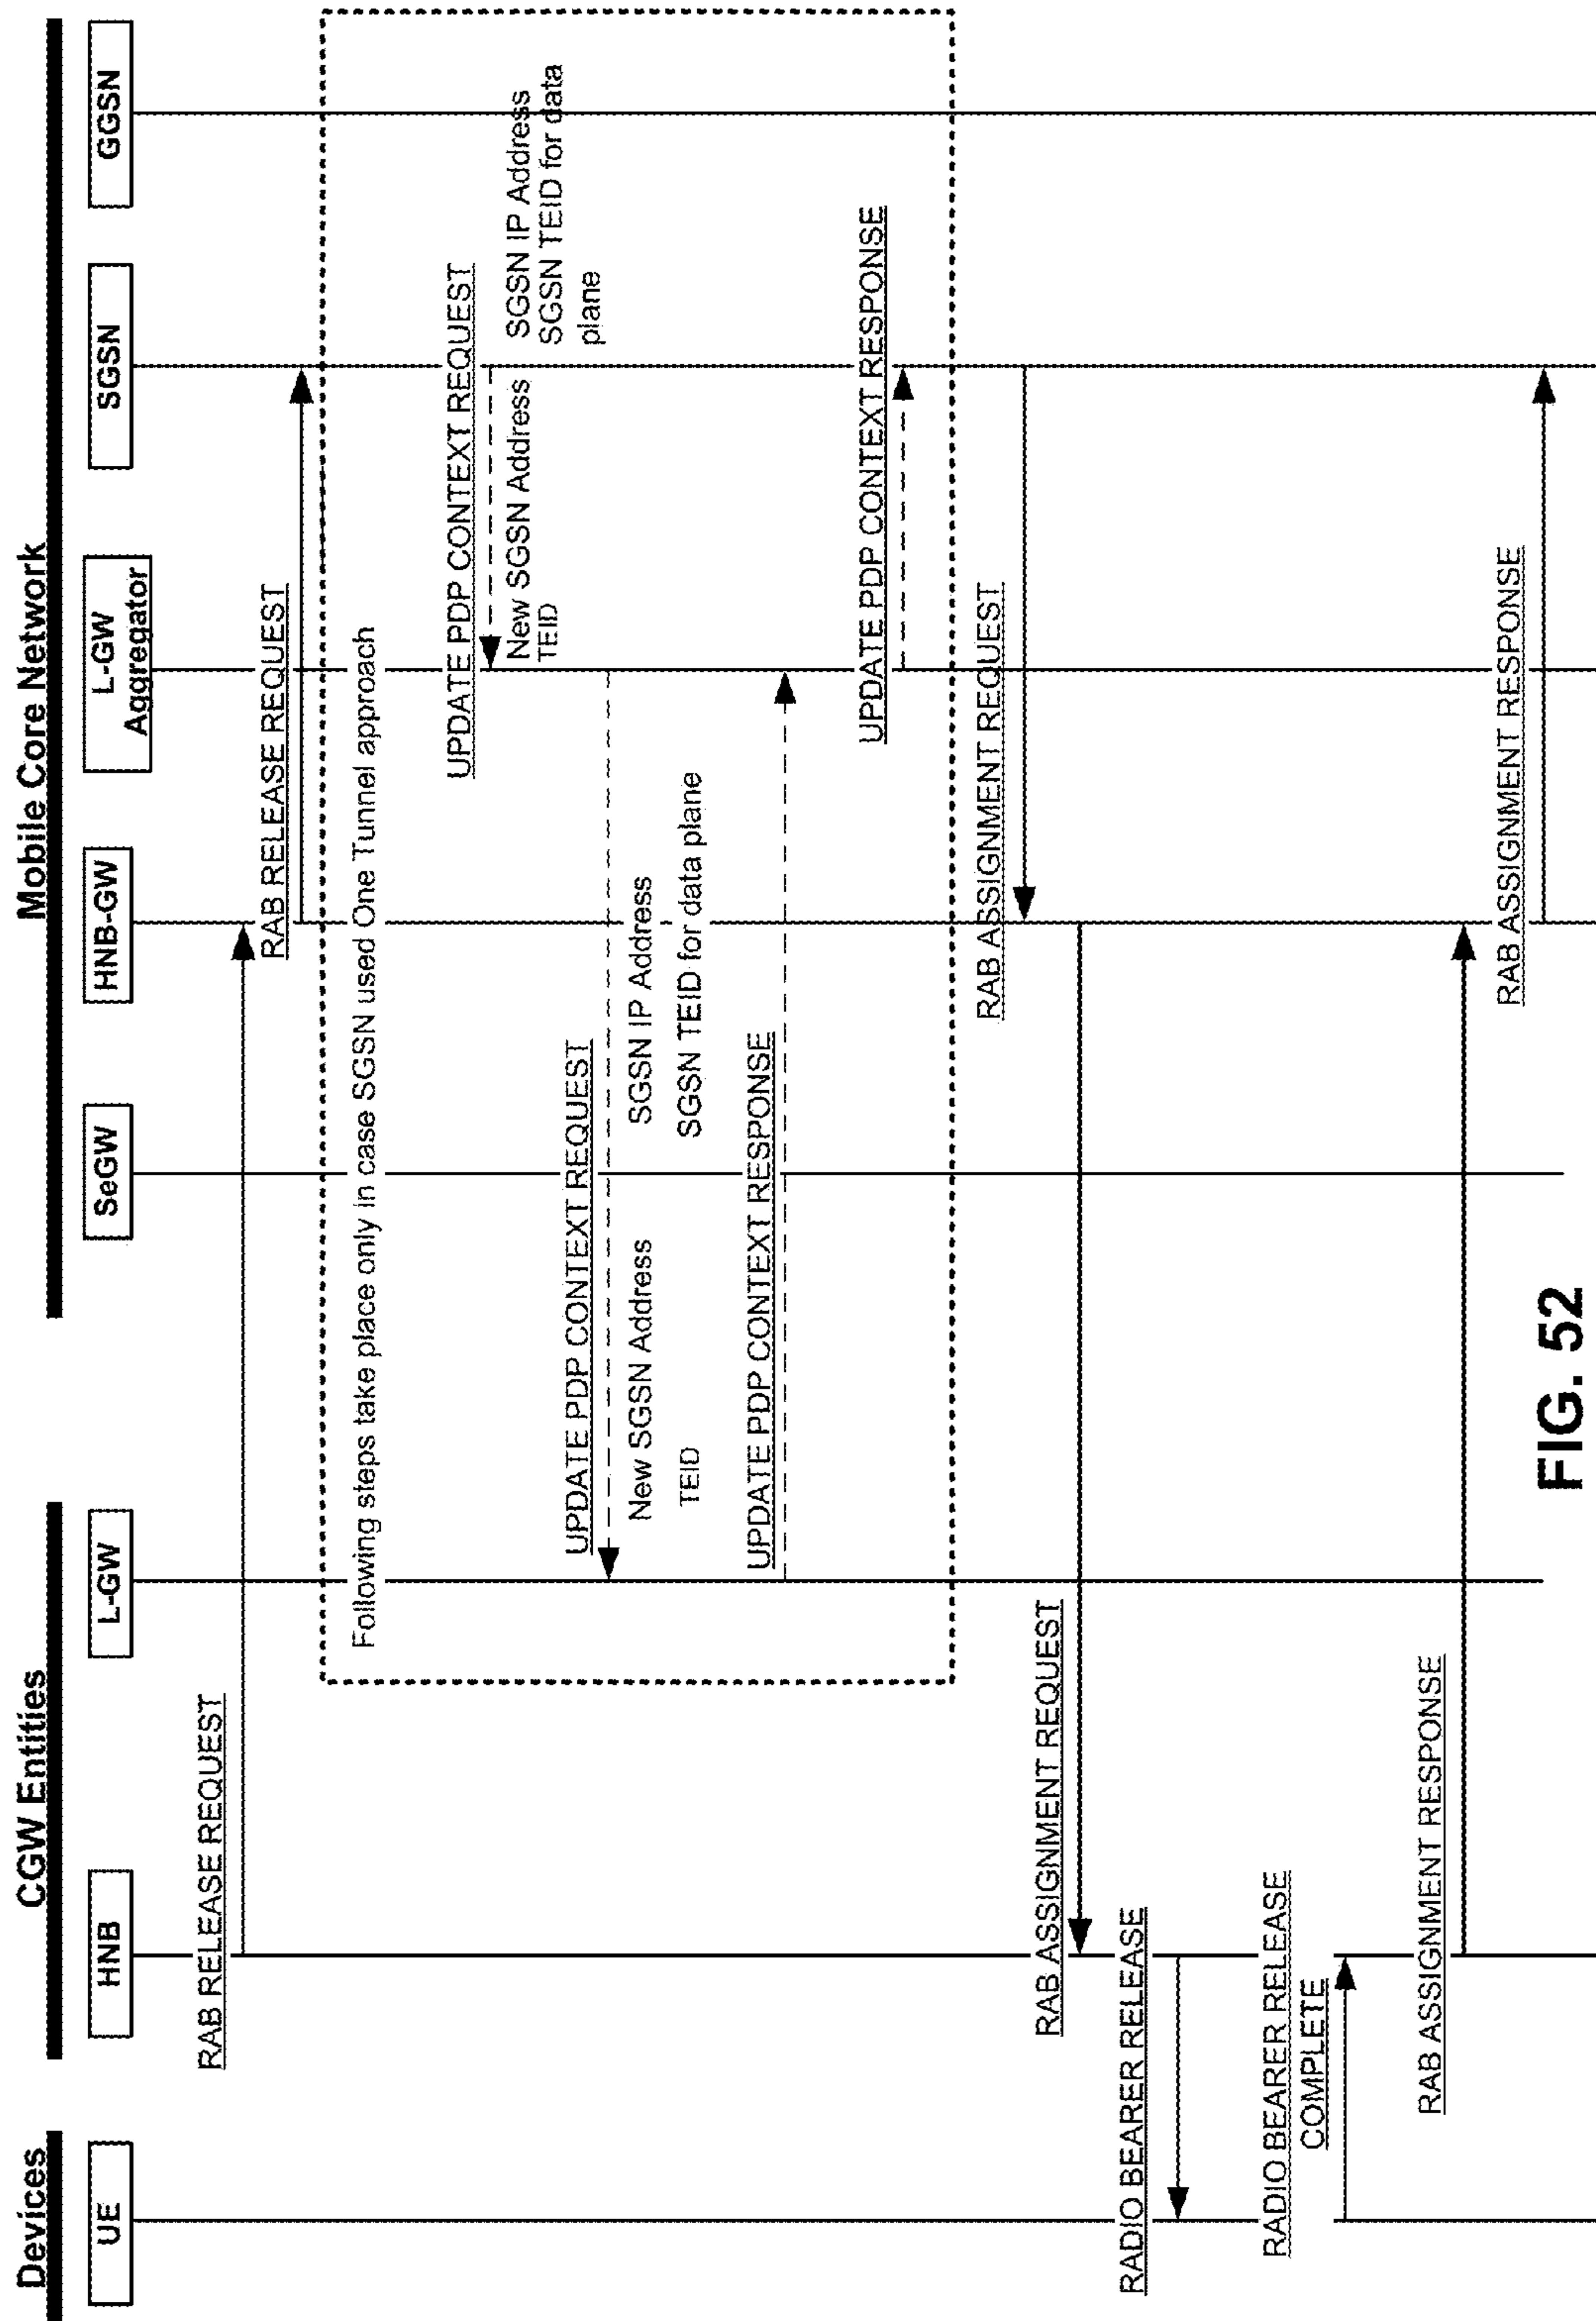 Devices
CGW Entities
Mobile Core Network
UE
HNB
L-GW
SeGW
HNB-GW
L-GW
Aggregator
SGSN
GGSN
RAB RELEASE REQUEST
RAB RELEASE REQUEST
Following steps take place only in case SGSN used One Tunnel approach
UPDATE PDP CONTEXT REQUEST
New SGSN Address
TEID
SGSN IP Address
SGSN TEID for data
plane
UPDATE PDP CONTEXT REQUEST
New SGSN Address
SGSN IP Address
TEID
SGSN TEID for data plane
UPDATE PDP CONTEXT RESPONSE
UPDATE PDP CONTEXT RESPONSE
RAB ASSIGNMENT REQUEST
RAB ASSIGNMENT REQUEST
RADIO BEARER RELEASE
RADIO BEARER RELEASE
COMPLETE
RAB ASSIGNMENT RESPONSE
RAB ASSIGNMENT RESPONSE
FIG. 52